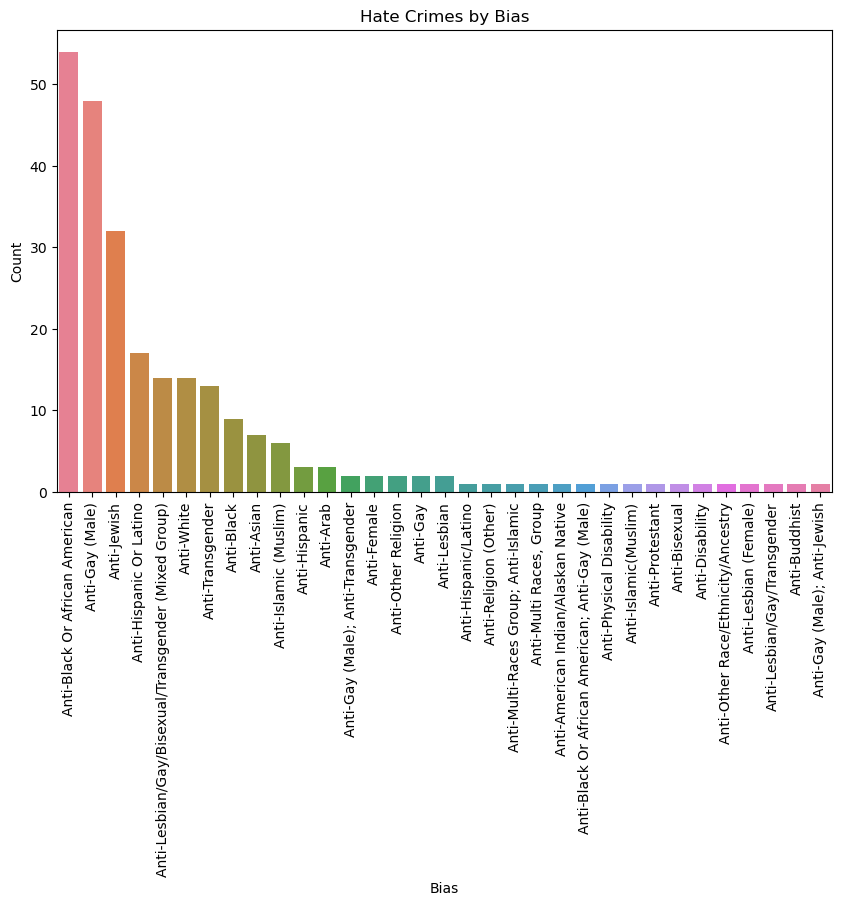 Hate Crimes by Bias
Count
50
40
30
20
10
0
Anti-Black Or African American
Anti-Gay (Male)
Anti-Jewish
Anti-Hispanic Or Latino
Anti-Lesbian/Gay/Bisexual/Transgender (Mixed Group)
Anti-White
Anti-Transgender
Anti-Black
Anti-Asian
Anti-Islamic (Muslim)
Anti-Hispanic
Anti-Arab
Anti-Gay (Male); Anti-Transgender
Anti-Female
Anti-Other Religion
Anti-Gay
Anti-Lesbian
Anti-Hispanic/Latino
Anti-Religion (Other)
Anti-Multi-Races Group; Anti-Islamic
Anti-Multi Races, Group
Anti-American Indian/Alaskan Native
Anti-Black Or African American; Anti-Gay (Male)
Anti-Physical Disability
Anti-Islamic(Muslim)
Anti-Protestant
Anti-Bisexual
Anti-Disability
Anti-Other Race/Ethnicity/Ancestry
Anti-Lesbian (Female)
Anti-Lesbian/Gay/Transgender
Anti-Buddhist
Anti-Gay (Male); Anti-Jewish
Bias